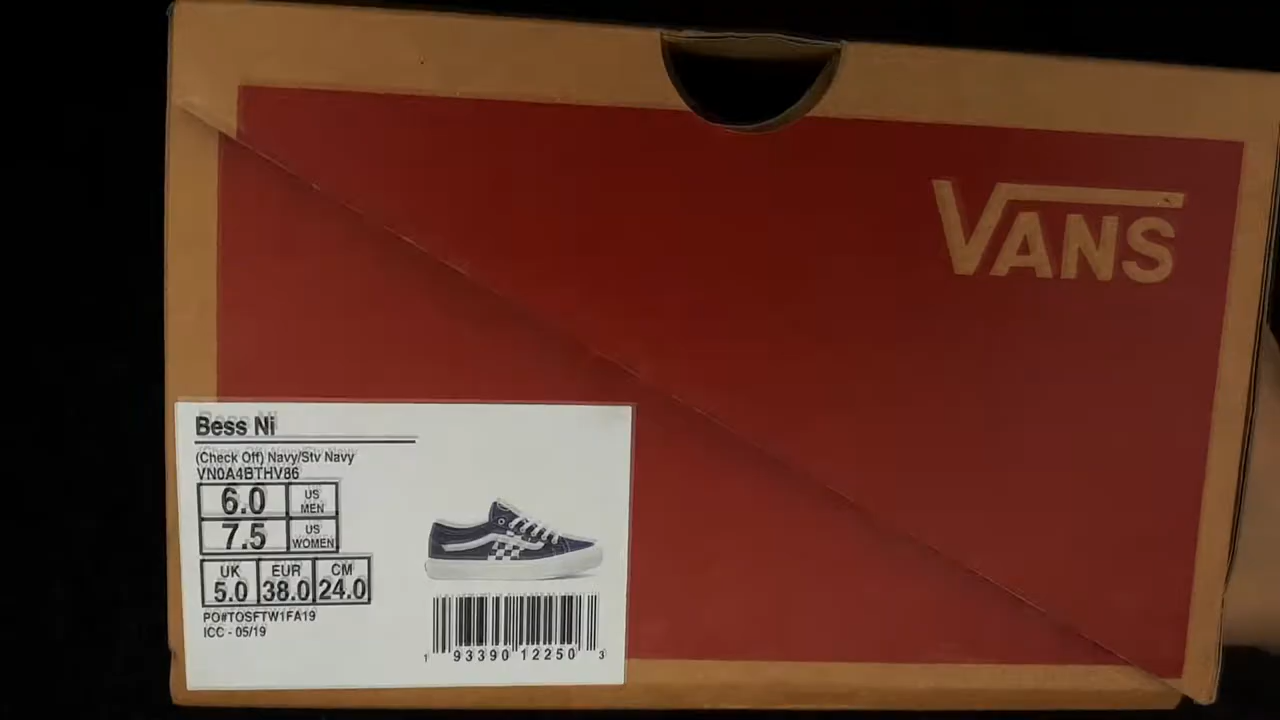 VANS
Bess Ni
(Check Off) Navy/Stv Navy
VN0A4BTHV86
6.0 US MEN
7.5 US WOMEN
UK EUR CM
5.0 38.0 24.0
PO#TOSFTW1FA19
ICC - 05/19
1 93390 12250 3